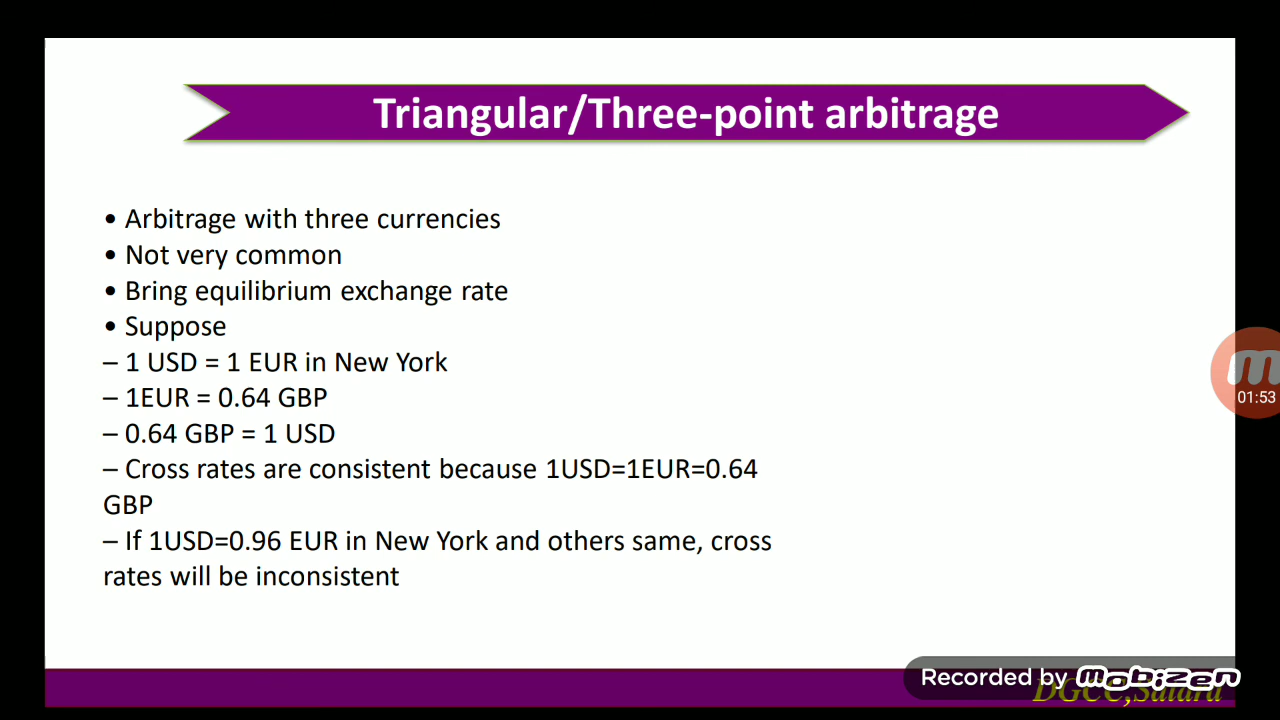 Triangular/Three-point arbitrage
• Arbitrage with three currencies
• Not very common
• Bring equilibrium exchange rate
• Suppose
– 1 USD = 1 EUR in New York
– 1EUR = 0.64 GBP
– 0.64 GBP = 1 USD
– Cross rates are consistent because 1USD=1EUR=0.64
GBP
– If 1USD=0.96 EUR in New York and others same, cross
rates will be inconsistent
01:53
Recorded by mobizen
DGCC,Satara